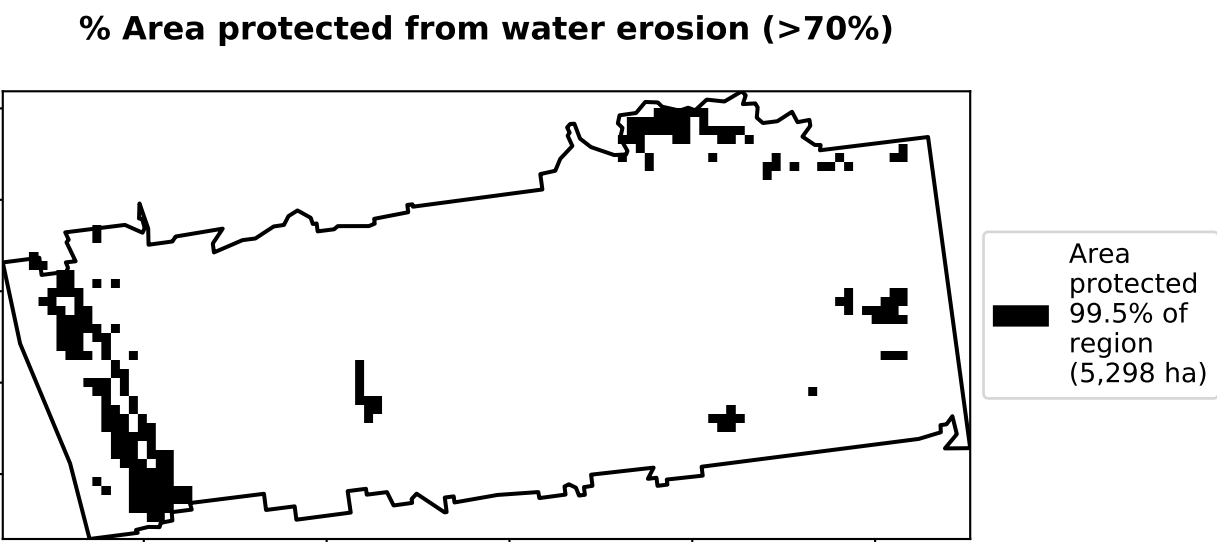 % Area protected from water erosion (>70%)
Area
protected
99.5% of
region
(5,298 ha)